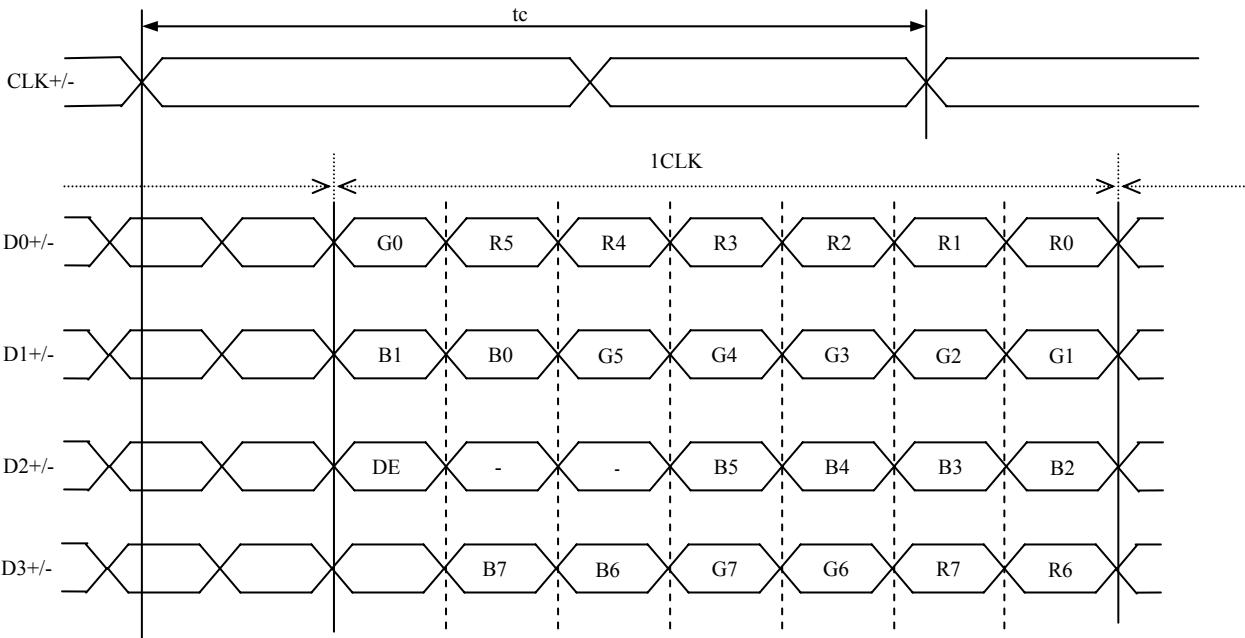 tc
CLK+/-
1CLK
D0+/- G0 R5 R4 R3 R2 R1 R0
D1+/- B1 B0 G5 G4 G3 G2 G1
D2+/- DE - - B5 B4 B3 B2
D3+/- B7 B6 G7 G6 R7 R6